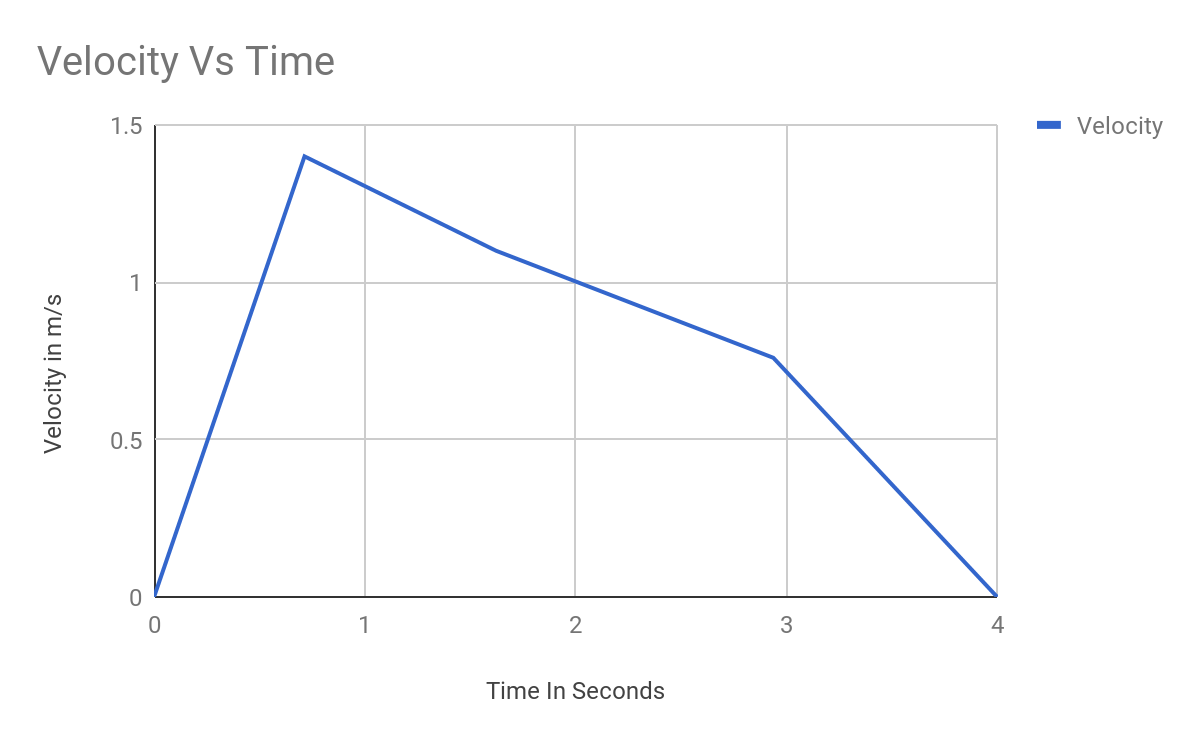 Velocity Vs Time
Velocity
1.5
1
0.5
0
Velocity in m/s
0 1 2 3 4
Time In Seconds